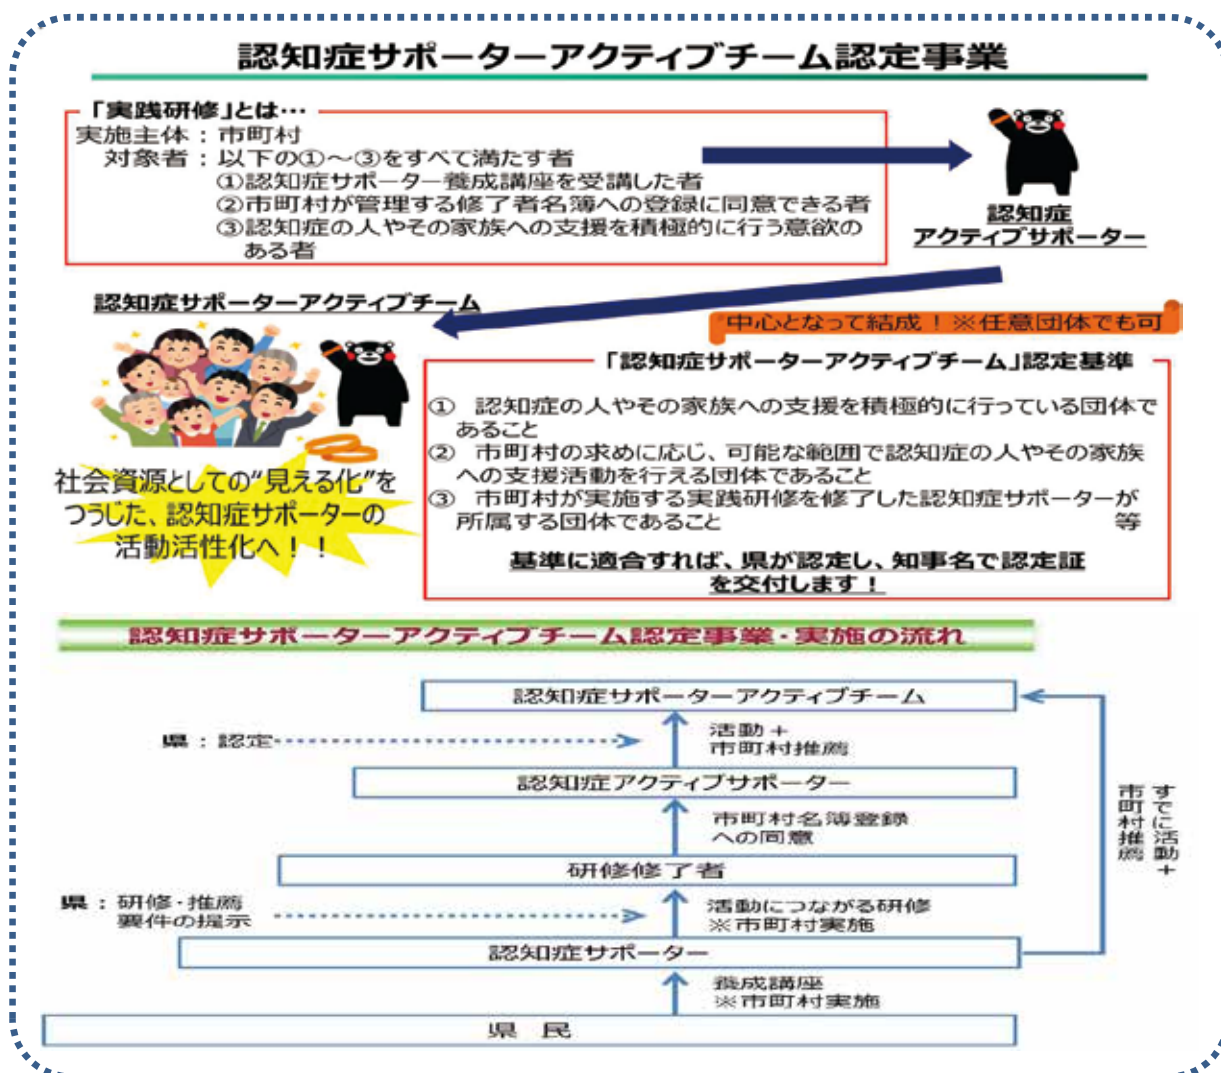 認知症サポーターアクティブチーム認定事業
「実践研修」とは…
実施主体：市町村
対象者：以下の①～③をすべて満たす者
①認知症サポーター養成講座を受講した者
②市町村が管理する修了者名簿への登録に同意できる者
③認知症の人やその家族への支援を積極的に行う意欲の
ある者
認知症
アクティブサポーター
認知症サポーターアクティブチーム
中心となって結成！※任意団体でも可
「認知症サポーターアクティブチーム」認定基準
① 認知症の人やその家族への支援を積極的に行っている団体で
あること
② 市町村の求めに応じ、可能な範囲で認知症の人やその家族
への支援活動を行える団体であること
③ 市町村が実施する実践研修を修了した認知症サポーターが
所属する団体であること 等
基準に適合すれば、県が認定し、知事名で認定証
を交付します！
社会資源としての“見える化”を
つうじた、認知症サポーターの
活動活性化へ！！
認知症サポーターアクティブチーム認定事業・実施の流れ
認知症サポーターアクティブチーム
県：認定
活動＋
市町村推薦
認知症アクティブサポーター
市町村名簿登録
への同意
研修修了者
県：研修・推薦
要件の提示
活動につながる研修
※市町村実施
認知症サポーター
養成講座
※市町村実施
県 民
すでに活動＋
市町村推薦